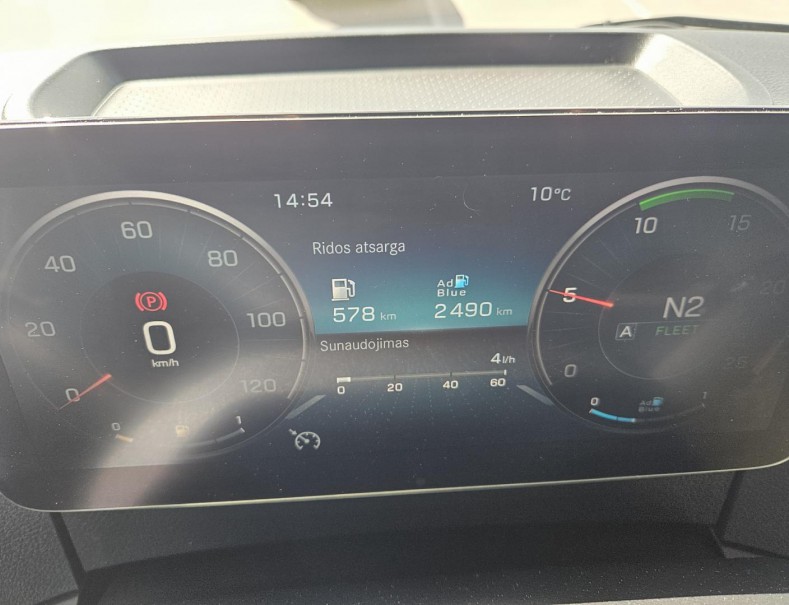 14:54
10°C
Ridos atsarga
578 km
Ad
Blue
2490 km
Sunaudojimas
4 l/h
0 20 40 60
0 20 40 60 80 100 120
P
0
km/h
0 1
0 5 10 15 20 25
N2
A FLEET
0 Ad
Blue 1